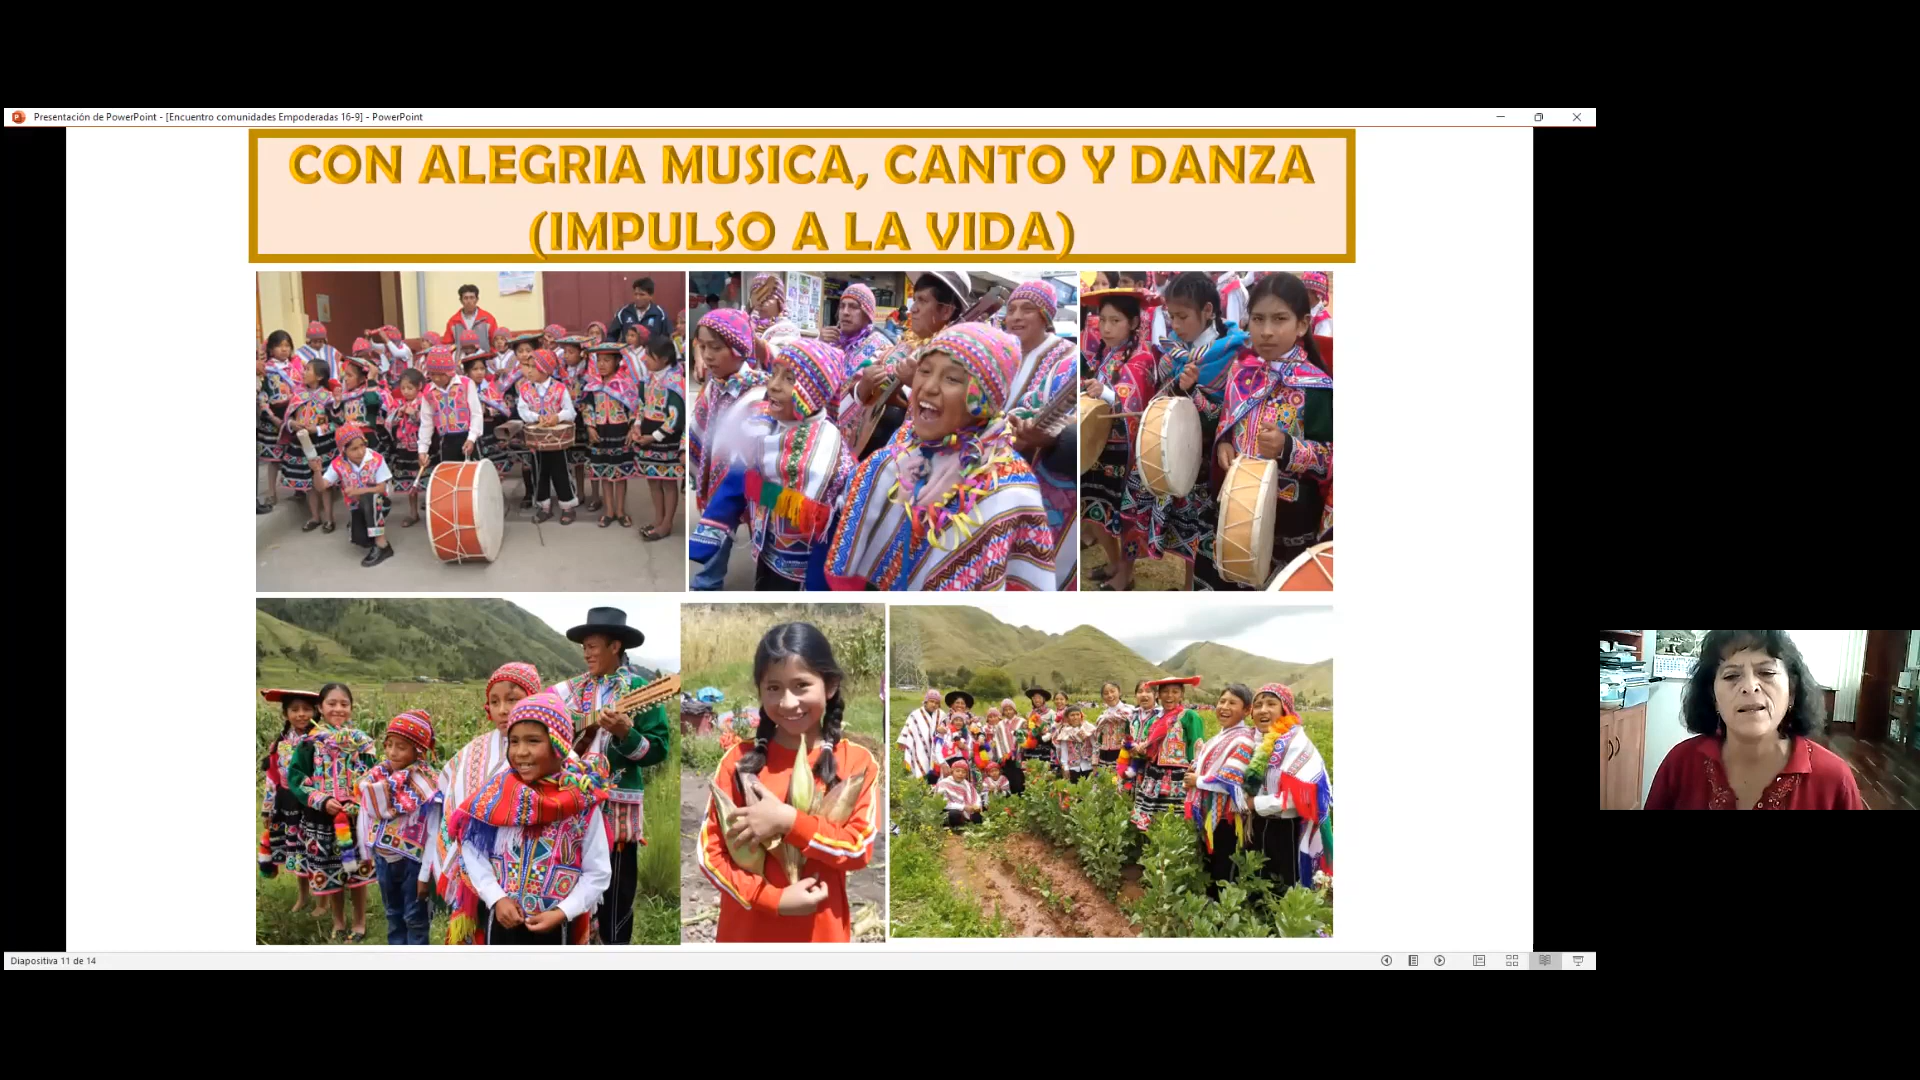 Presentación de PowerPoint - [Encuentro comunidades Empoderadas 16-9] - PowerPoint
CON ALEGRIA MUSICA, CANTO Y DANZA
(IMPULSO A LA VIDA)
Diapositiva 11 de 14